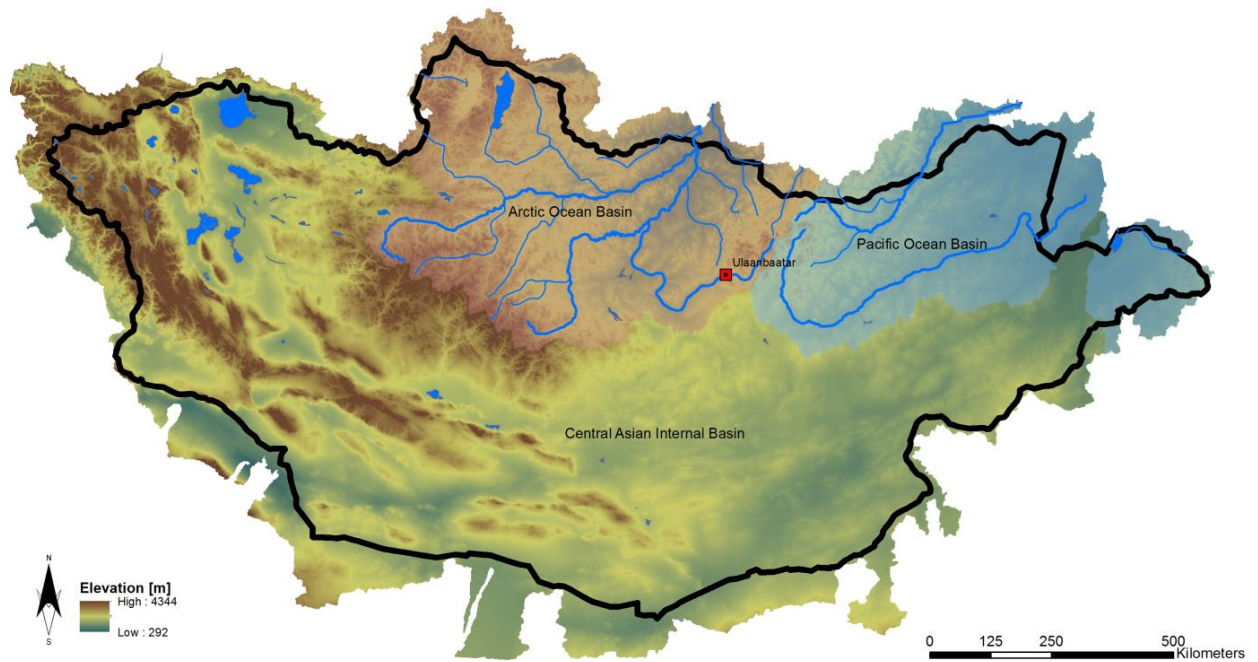 Arctic Ocean Basin
Pacific Ocean Basin
Ulaanbaatar
Central Asian Internal Basin
N
S
Elevation [m]
High : 4344
Low : 292
0 125 250 500
Kilometers